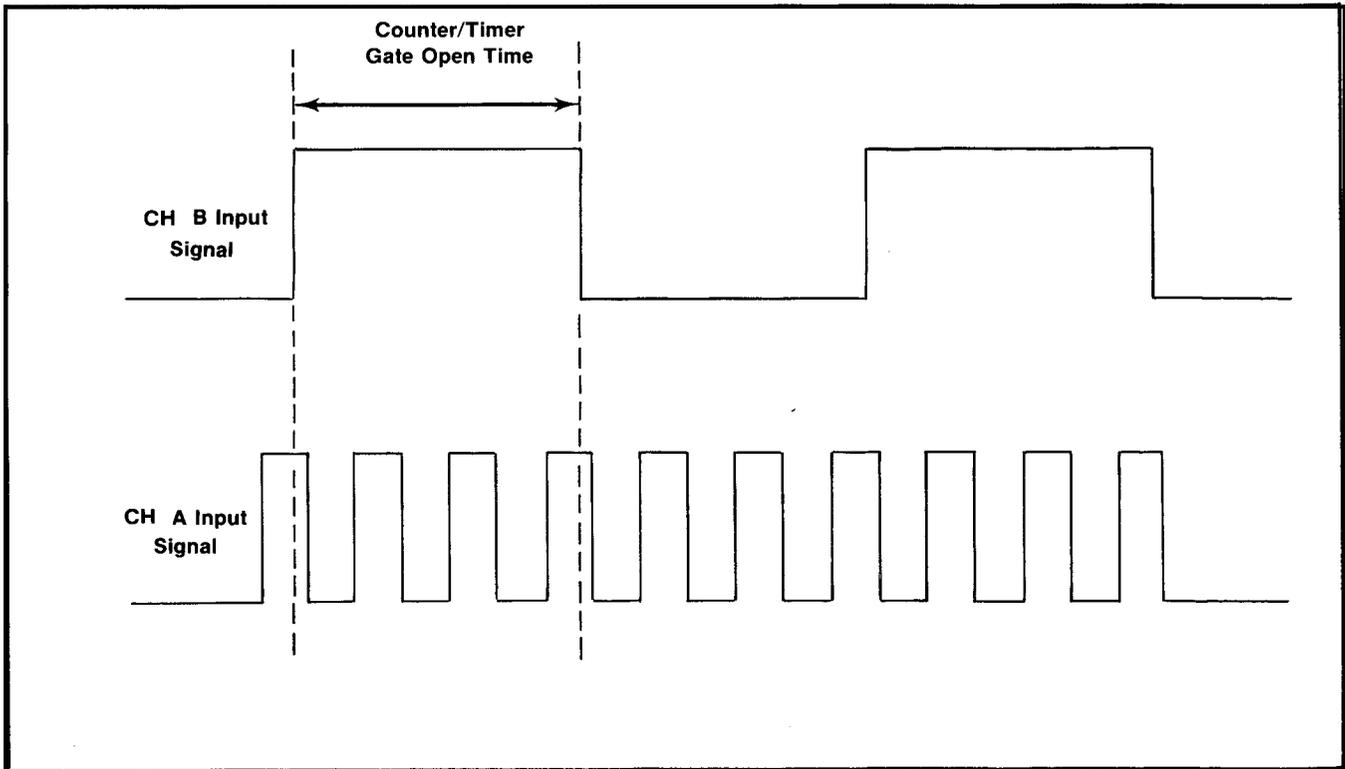 Counter/Timer
Gate Open Time
CH B Input
Signal
CH A Input
Signal